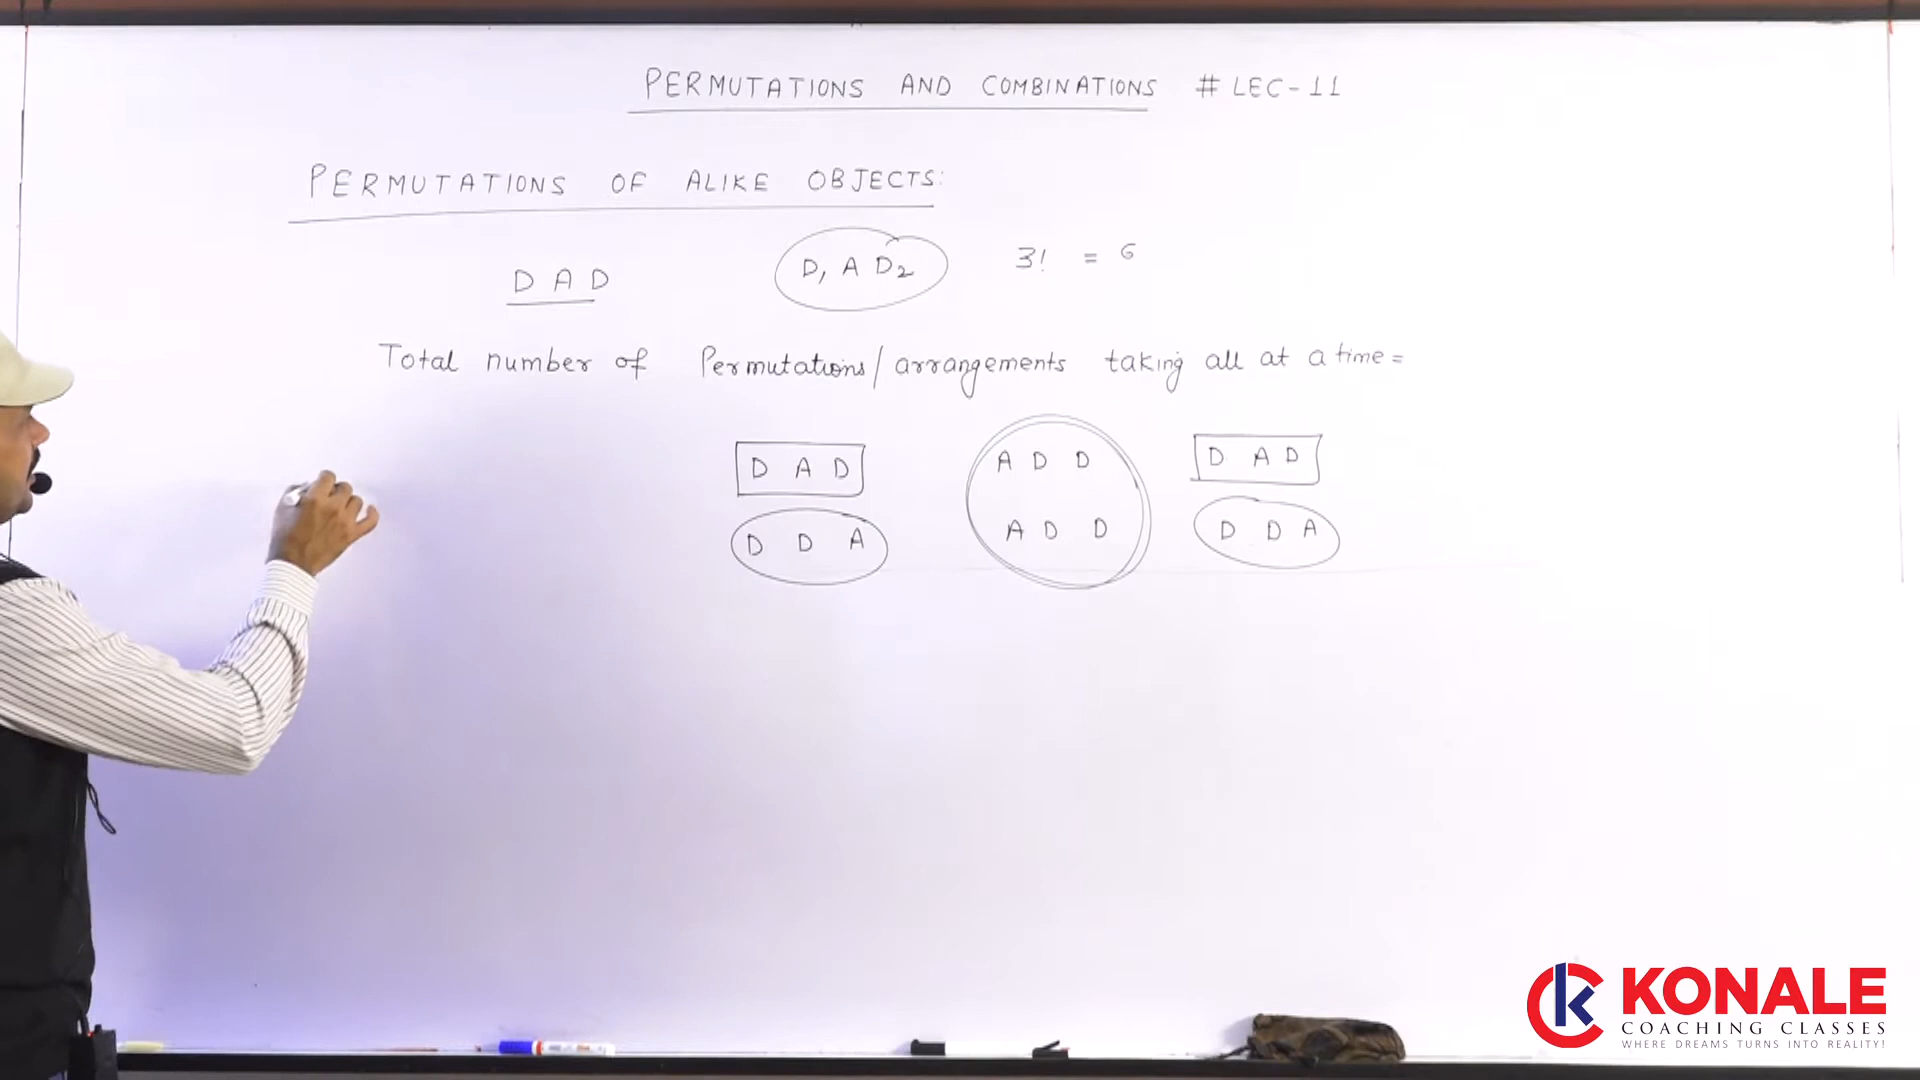 PERMUTATIONS AND COMBINATIONS # LEC-11
PERMUTATIONS OF ALIKE OBJECTS:
D A D D, A D2 3! = 6
Total number of Permutations/arrangements taking all at a time =
D A D A D D D A D
D D A A D D D D A
KONALE
COACHING CLASSES
WHERE DREAMS TURNS INTO REALITY!